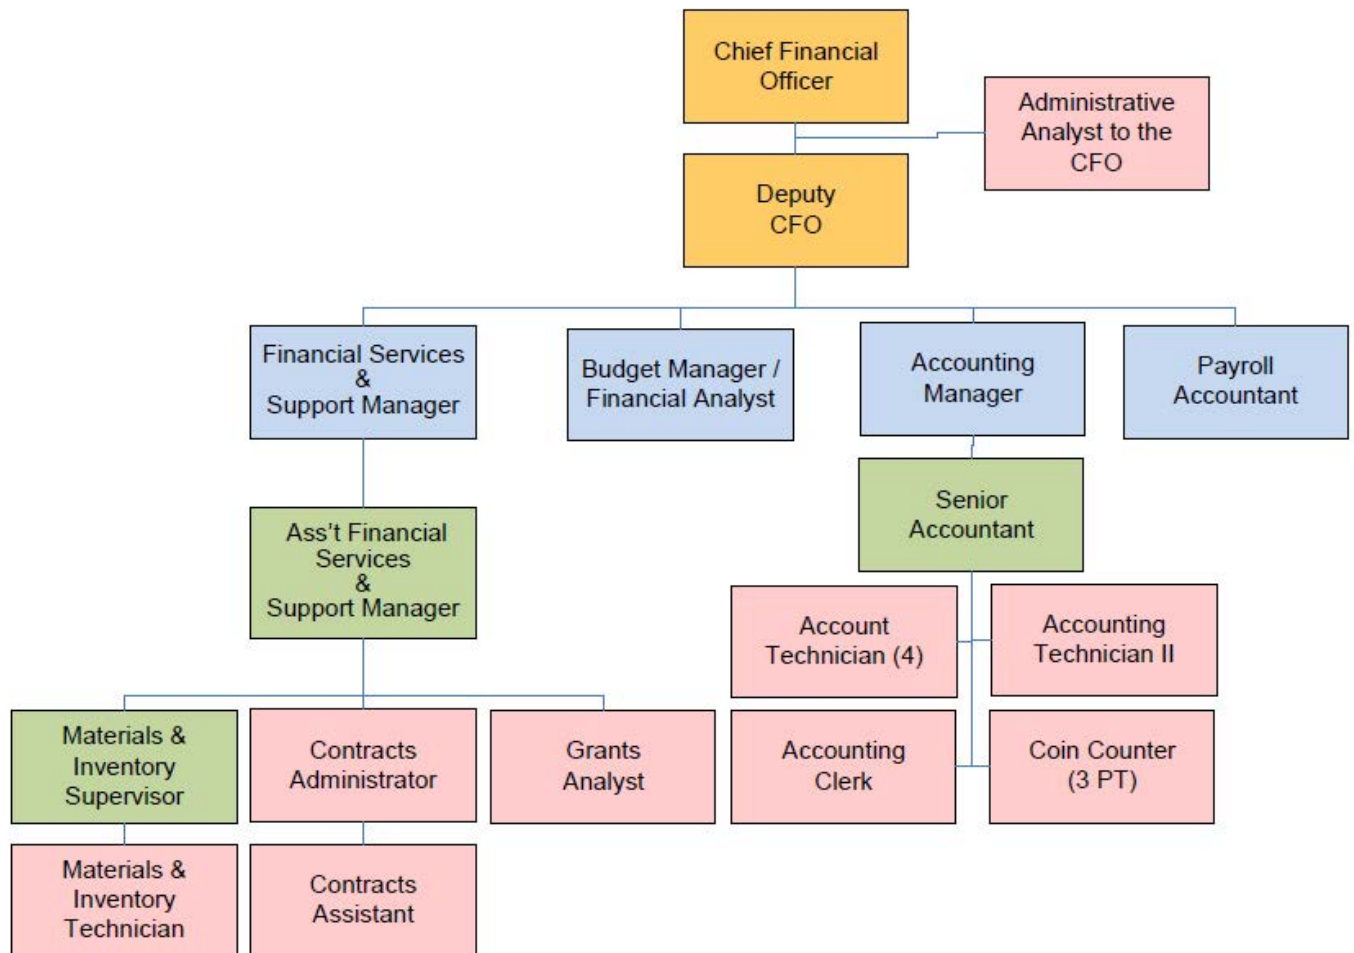 Chief Financial
Officer
Administrative
Analyst to the
CFO
Deputy
CFO
Financial Services
&
Support Manager
Budget Manager /
Financial Analyst
Accounting
Manager
Payroll
Accountant
Ass't Financial
Services
&
Support Manager
Senior
Accountant
Account
Technician (4)
Accounting
Technician II
Materials &
Inventory
Supervisor
Contracts
Administrator
Grants
Analyst
Accounting
Clerk
Coin Counter
(3 PT)
Materials &
Inventory
Technician
Contracts
Assistant